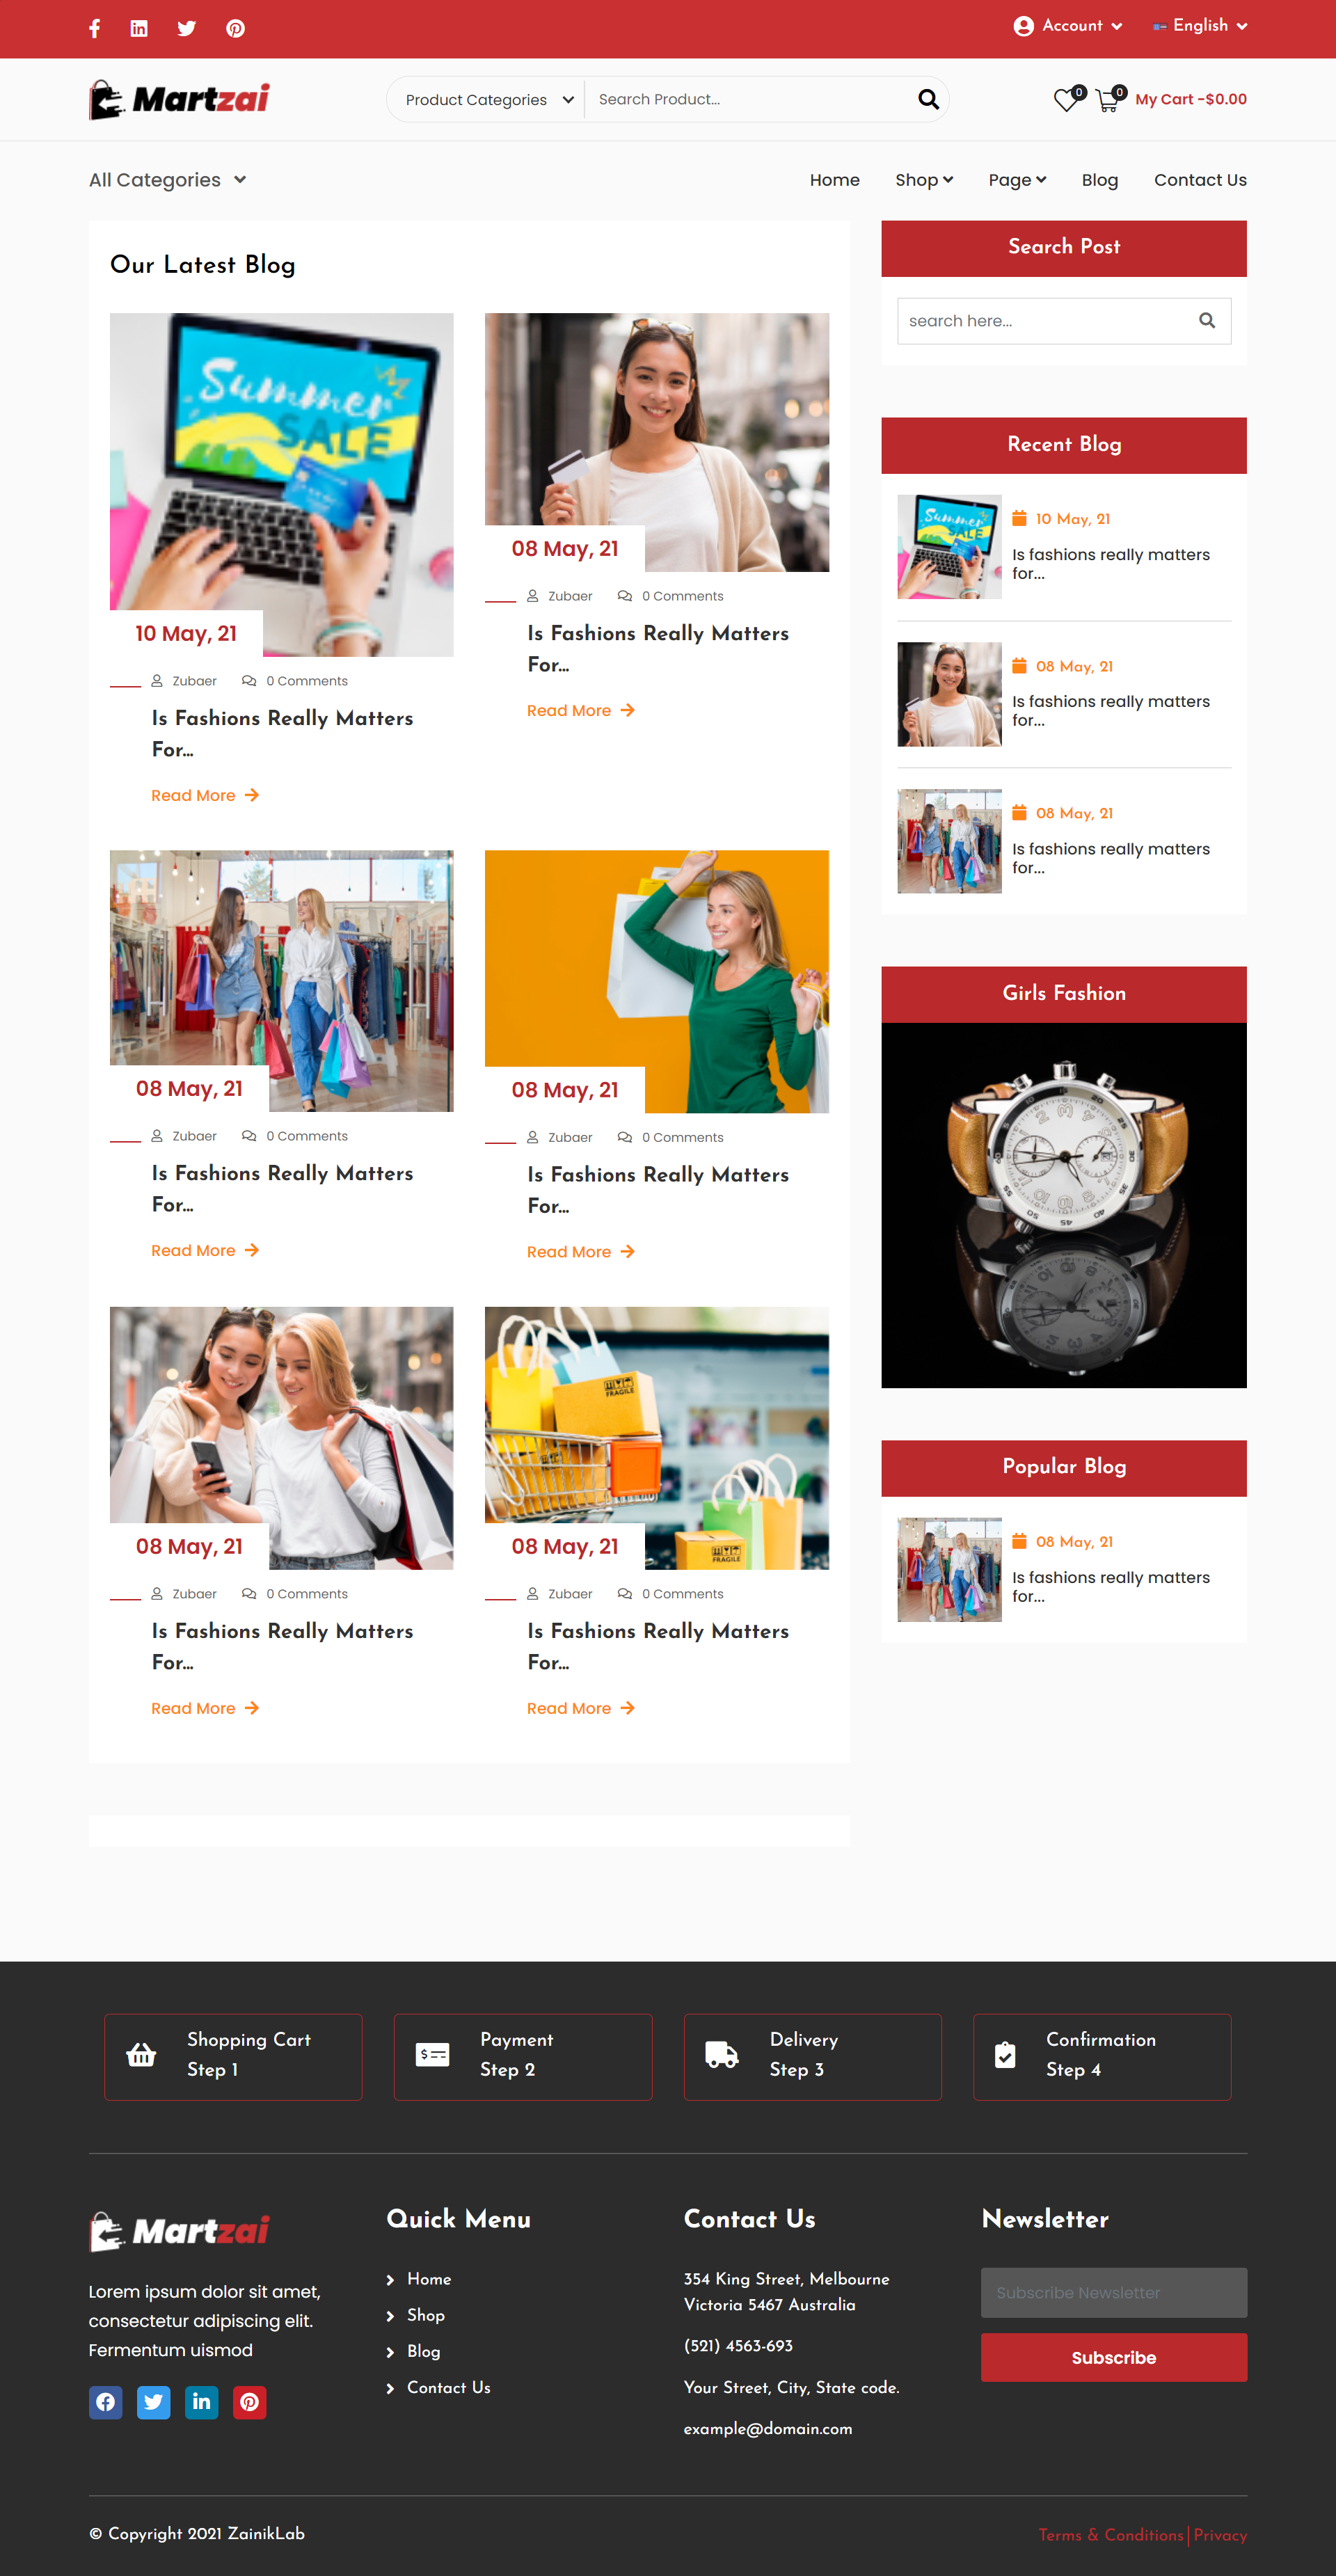 Account
English
Martzai
Product Categories
Search Product...
0
0
My Cart -$0.00
All Categories
Home
Shop
Page
Blog
Contact Us
Our Latest Blog
Summer
SALE
10 May, 21
Zubaer
0 Comments
Is Fashions Really Matters
For...
Read More
08 May, 21
Zubaer
0 Comments
Is Fashions Really Matters
For...
Read More
08 May, 21
Zubaer
0 Comments
Is Fashions Really Matters
For...
Read More
08 May, 21
Zubaer
0 Comments
Is Fashions Really Matters
For...
Read More
08 May, 21
Zubaer
0 Comments
Is Fashions Really Matters
For...
Read More
FRAGILE
FRAGILE
08 May, 21
Zubaer
0 Comments
Is Fashions Really Matters
For...
Read More
Search Post
search here...
Recent Blog
Summer
SALE
10 May, 21
Is fashions really matters
for...
08 May, 21
Is fashions really matters
for...
08 May, 21
Is fashions really matters
for...
Girls Fashion
Popular Blog
08 May, 21
Is fashions really matters
for...
Shopping Cart
Step 1
Payment
Step 2
Delivery
Step 3
Confirmation
Step 4
Martzai
Lorem ipsum dolor sit amet,
consectetur adipiscing elit.
Fermentum uismod
Quick Menu
Home
Shop
Blog
Contact Us
Contact Us
354 King Street, Melbourne
Victoria 5467 Australia
(521) 4563-693
Your Street, City, State code.
example@domain.com
Newsletter
Subscribe Newsletter
Subscribe
© Copyright 2021 ZainikLab
Terms & Conditions | Privacy